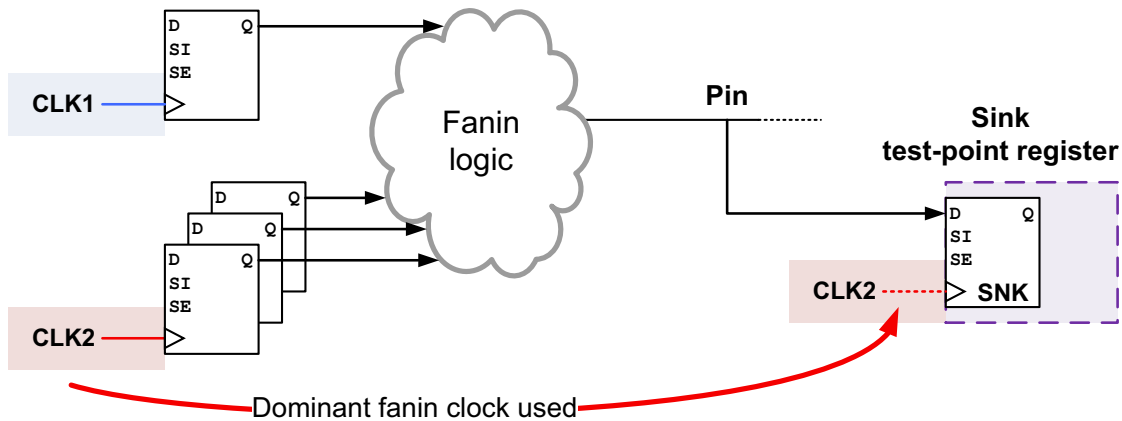 D Q
SI
SE
CLK1
Fanin
logic
Pin
Sink
test-point register
D Q
D Q
D Q
SI
SE
CLK2
D Q
SI
SE
CLK2
SNK
Dominant fanin clock used